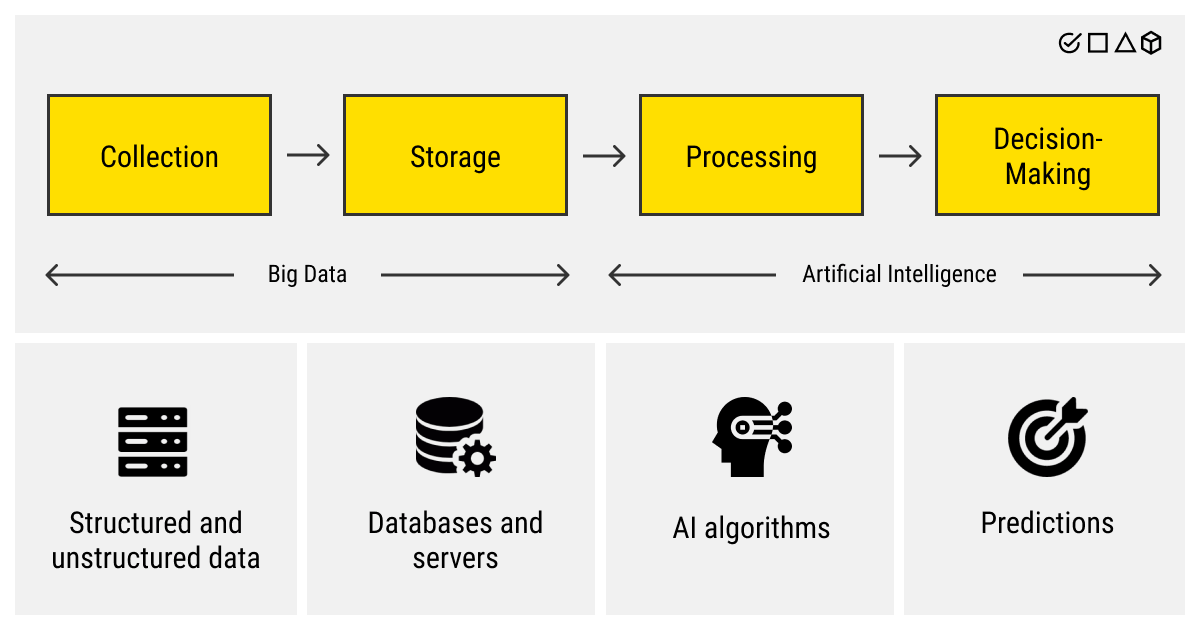 Collection
Storage
Processing
Decision-
Making
Big Data
Artificial Intelligence
Structured and
unstructured data
Databases and
servers
AI algorithms
Predictions